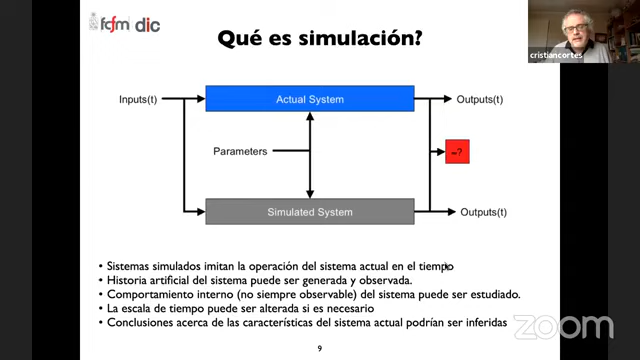 fcfm dic
Qué es simulación?
cristiancortes
Inputs(t)
Actual System
Outputs(t)
Parameters
=?
Simulated System
Outputs(t)
• Sistemas simulados imitan la operación del sistema actual en el tiempo
• Historia artificial del sistema puede ser generada y observada.
• Comportamiento interno (no siempre observable) del sistema puede ser estudiado.
• La escala de tiempo puede ser alterada si es necesario
• Conclusiones acerca de las características del sistema actual podrían ser inferidas
zoom
9